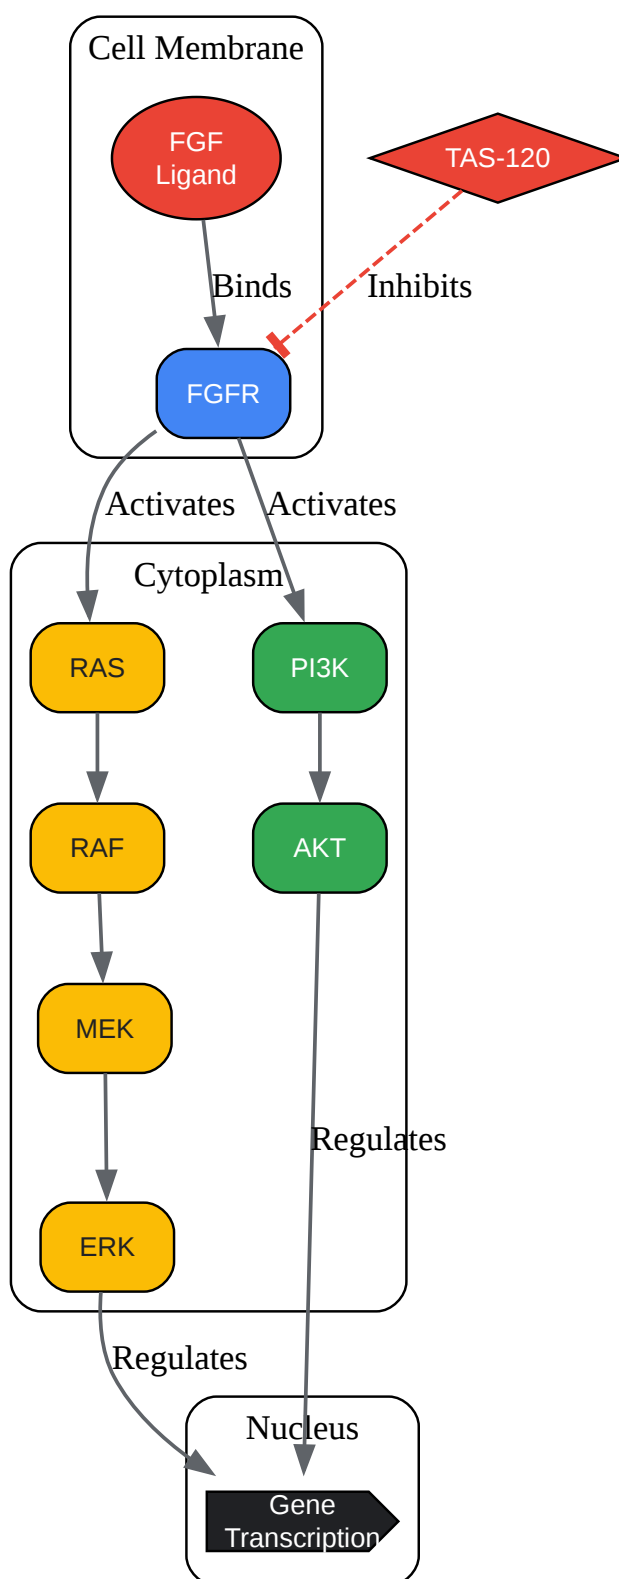 Cell Membrane
FGF
Ligand
TAS-120
Binds
Inhibits
FGFR
Activates
Activates
Cytoplasm
RAS
PI3K
RAF
AKT
MEK
Regulates
ERK
Regulates
Nucleus
Gene
Transcription